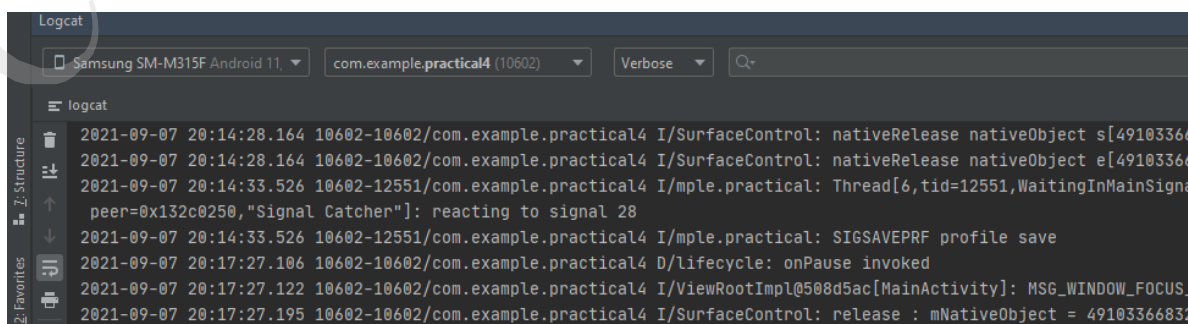 Logcat
Samsung SM-M315F Android 11,
com.example.practical4 (10602)
Verbose
logcat
2021-09-07 20:14:28.164 10602-10602/com.example.practical4 I/SurfaceControl: nativeRelease nativeObject s[49103366
2021-09-07 20:14:28.164 10602-10602/com.example.practical4 I/SurfaceControl: nativeRelease nativeObject e[49103366
2021-09-07 20:14:33.526 10602-12551/com.example.practical4 I/mple.practical: Thread[6,tid=12551,WaitingInMainSigna
peer=0x132c0250,"Signal Catcher"]: reacting to signal 28
2021-09-07 20:14:33.526 10602-12551/com.example.practical4 I/mple.practical: SIGSAVEPRF profile save
2021-09-07 20:17:27.106 10602-10602/com.example.practical4 D/lifecycle: onPause invoked
2021-09-07 20:17:27.122 10602-10602/com.example.practical4 I/ViewRootImpl@508d5ac[MainActivity]: MSG_WINDOW_FOCUS_
2021-09-07 20:17:27.195 10602-10602/com.example.practical4 I/SurfaceControl: release : mNativeObject = 49103366832
7: Structure
2: Favorites